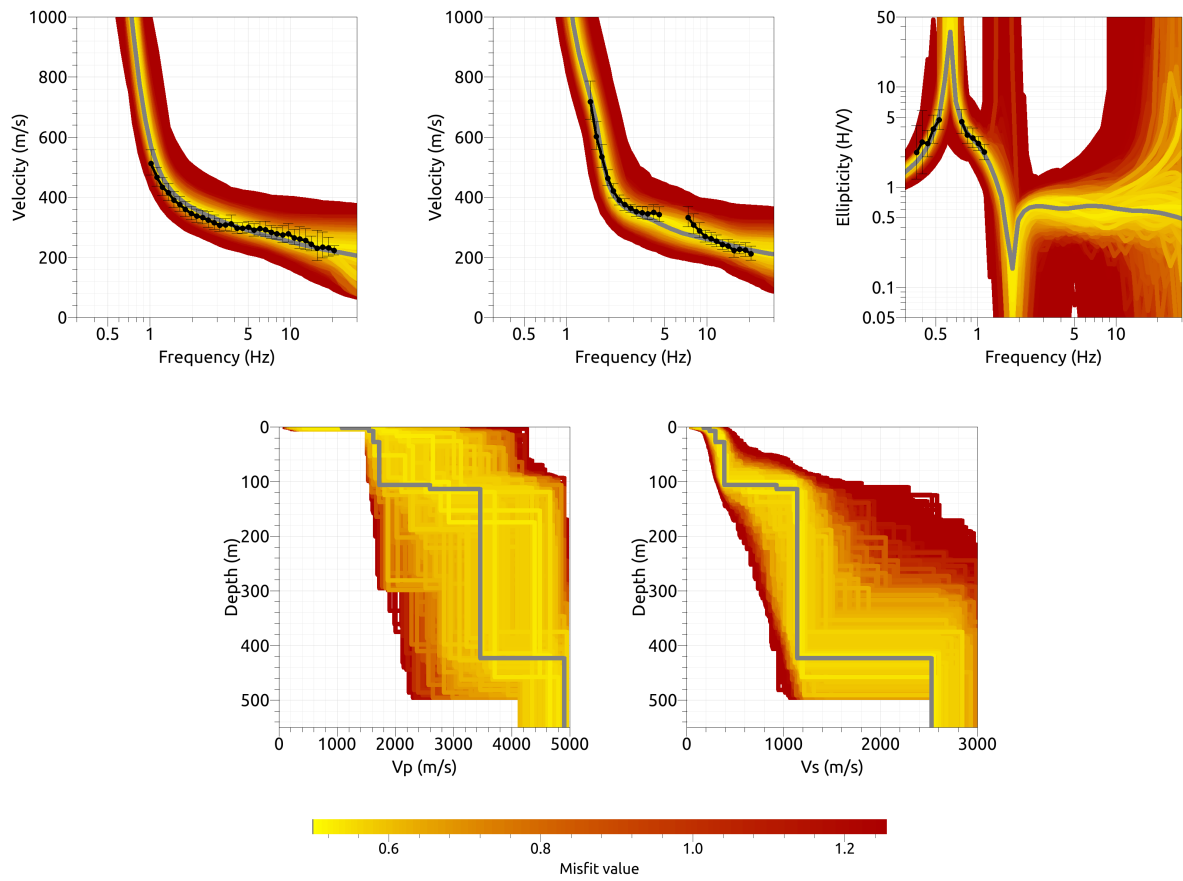 1000
800
600
400
200
0
Velocity (m/s)
0.5 1 5 10
Frequency (Hz)
1000
800
600
400
200
0
Velocity (m/s)
0.5 1 5 10
Frequency (Hz)
50
10
5
1
0.5
0.1
0.05
Ellipticity (H/V)
0.5 1 5 10
Frequency (Hz)
0
100
200
300
400
500
Depth (m)
0 1000 2000 3000 4000 5000
Vp (m/s)
0
100
200
300
400
500
Depth (m)
0 1000 2000 3000
Vs (m/s)
0.6 0.8 1.0 1.2
Misfit value